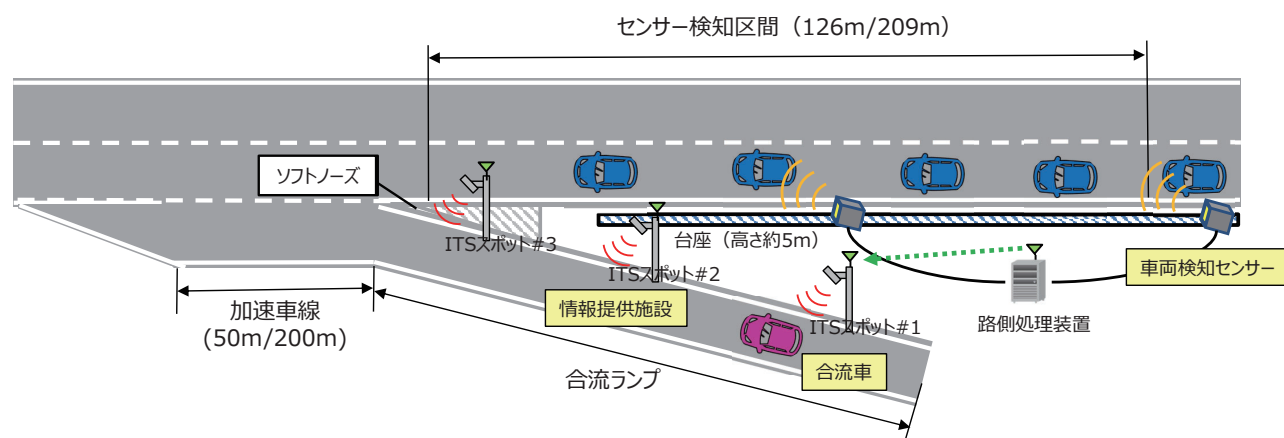 センサー検知区間（126m/209m）
ソフトノーズ
ITSスポット#3
台座（高さ約5m）
ITSスポット#2
車両検知センサー
情報提供施設
ITSスポット#1
路側処理装置
加速車線
(50m/200m)
合流車
合流ランプ